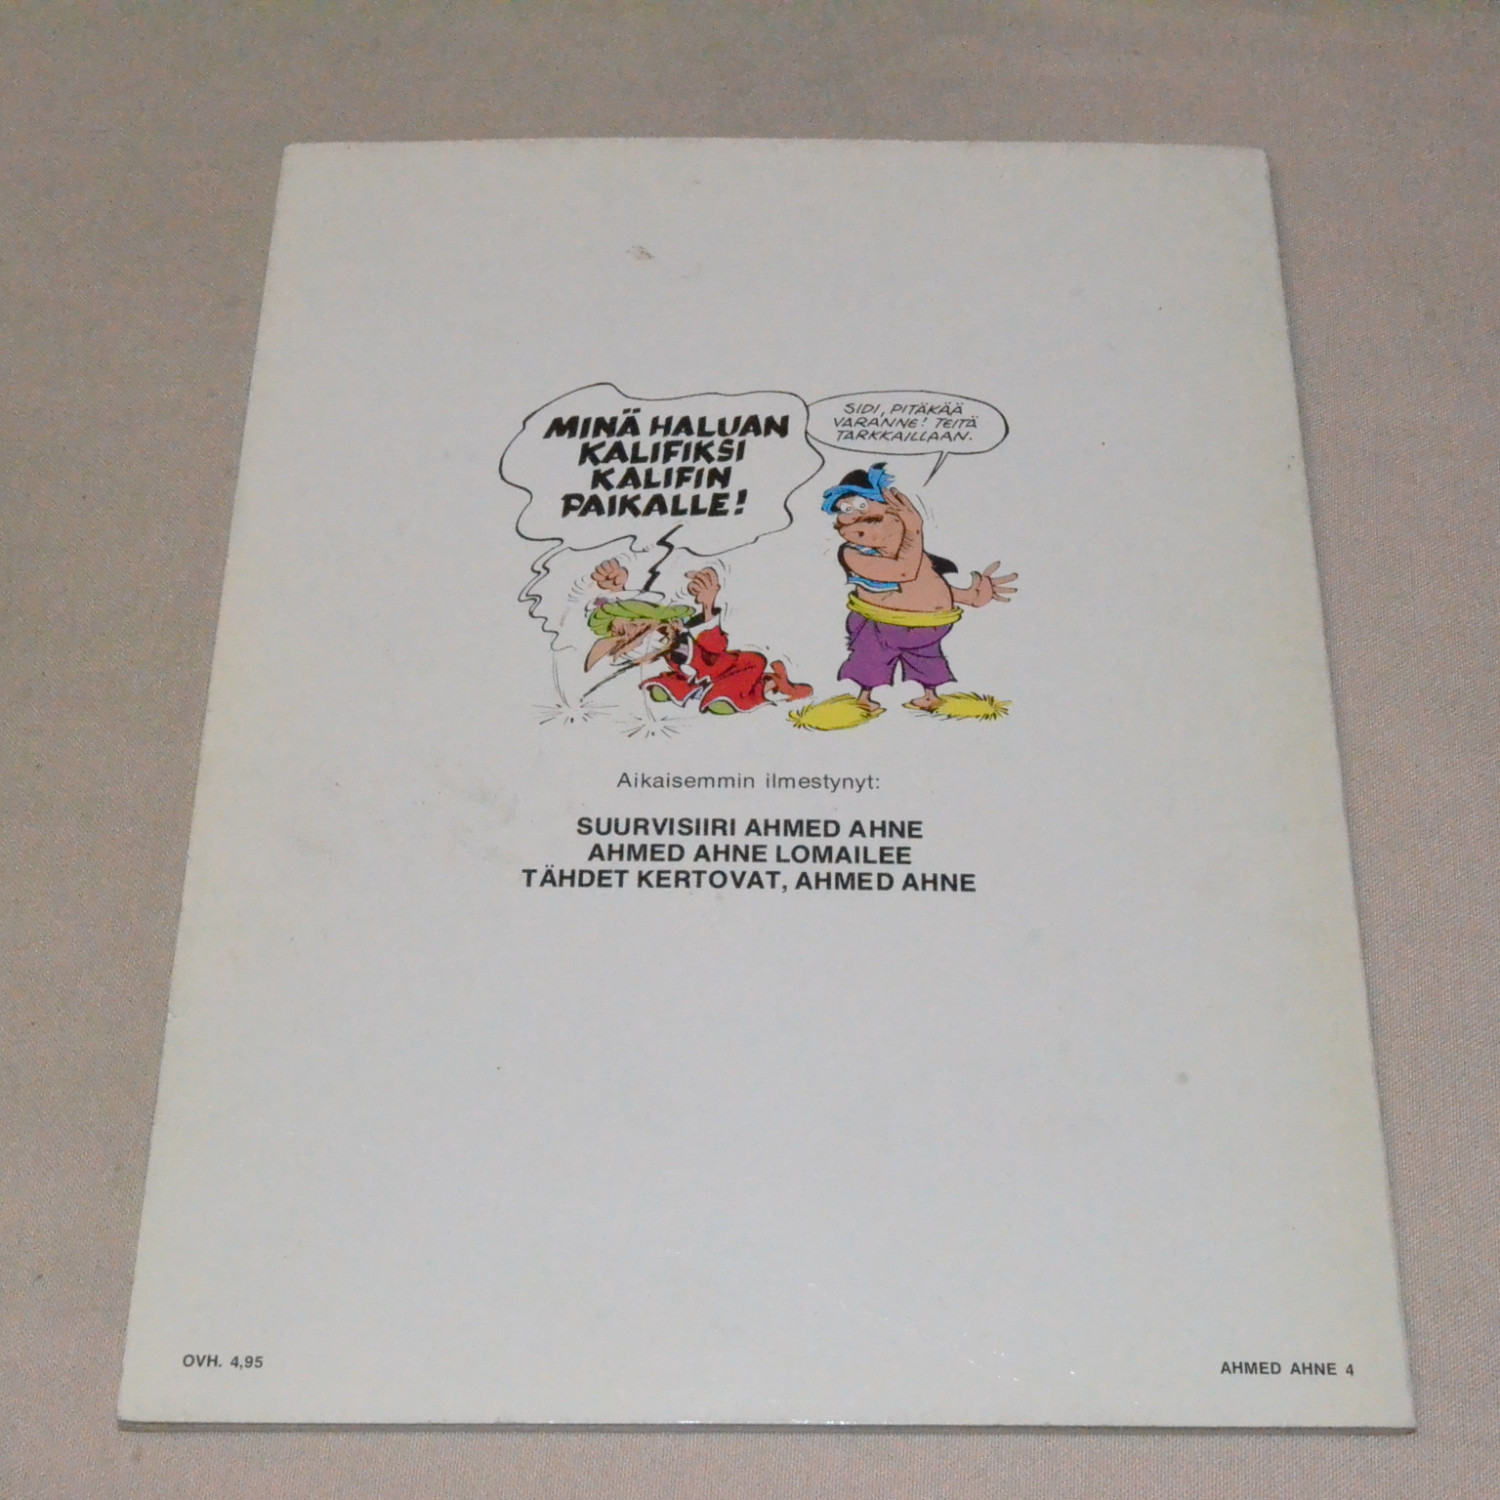 MINÄ HALUAN
KALIFIKSI
KALIFIN
PAIKALLE!
SIDI, PITÄKÄÄ
VARANNE! TEITÄ
TARKKAILLAAN.
Aikaisemmin ilmestynyt:
SUURVISIIRI AHMED AHNE
AHMED AHNE LOMAILEE
TÄHDET KERTOVAT, AHMED AHNE
OVH. 4,95
AHMED AHNE 4